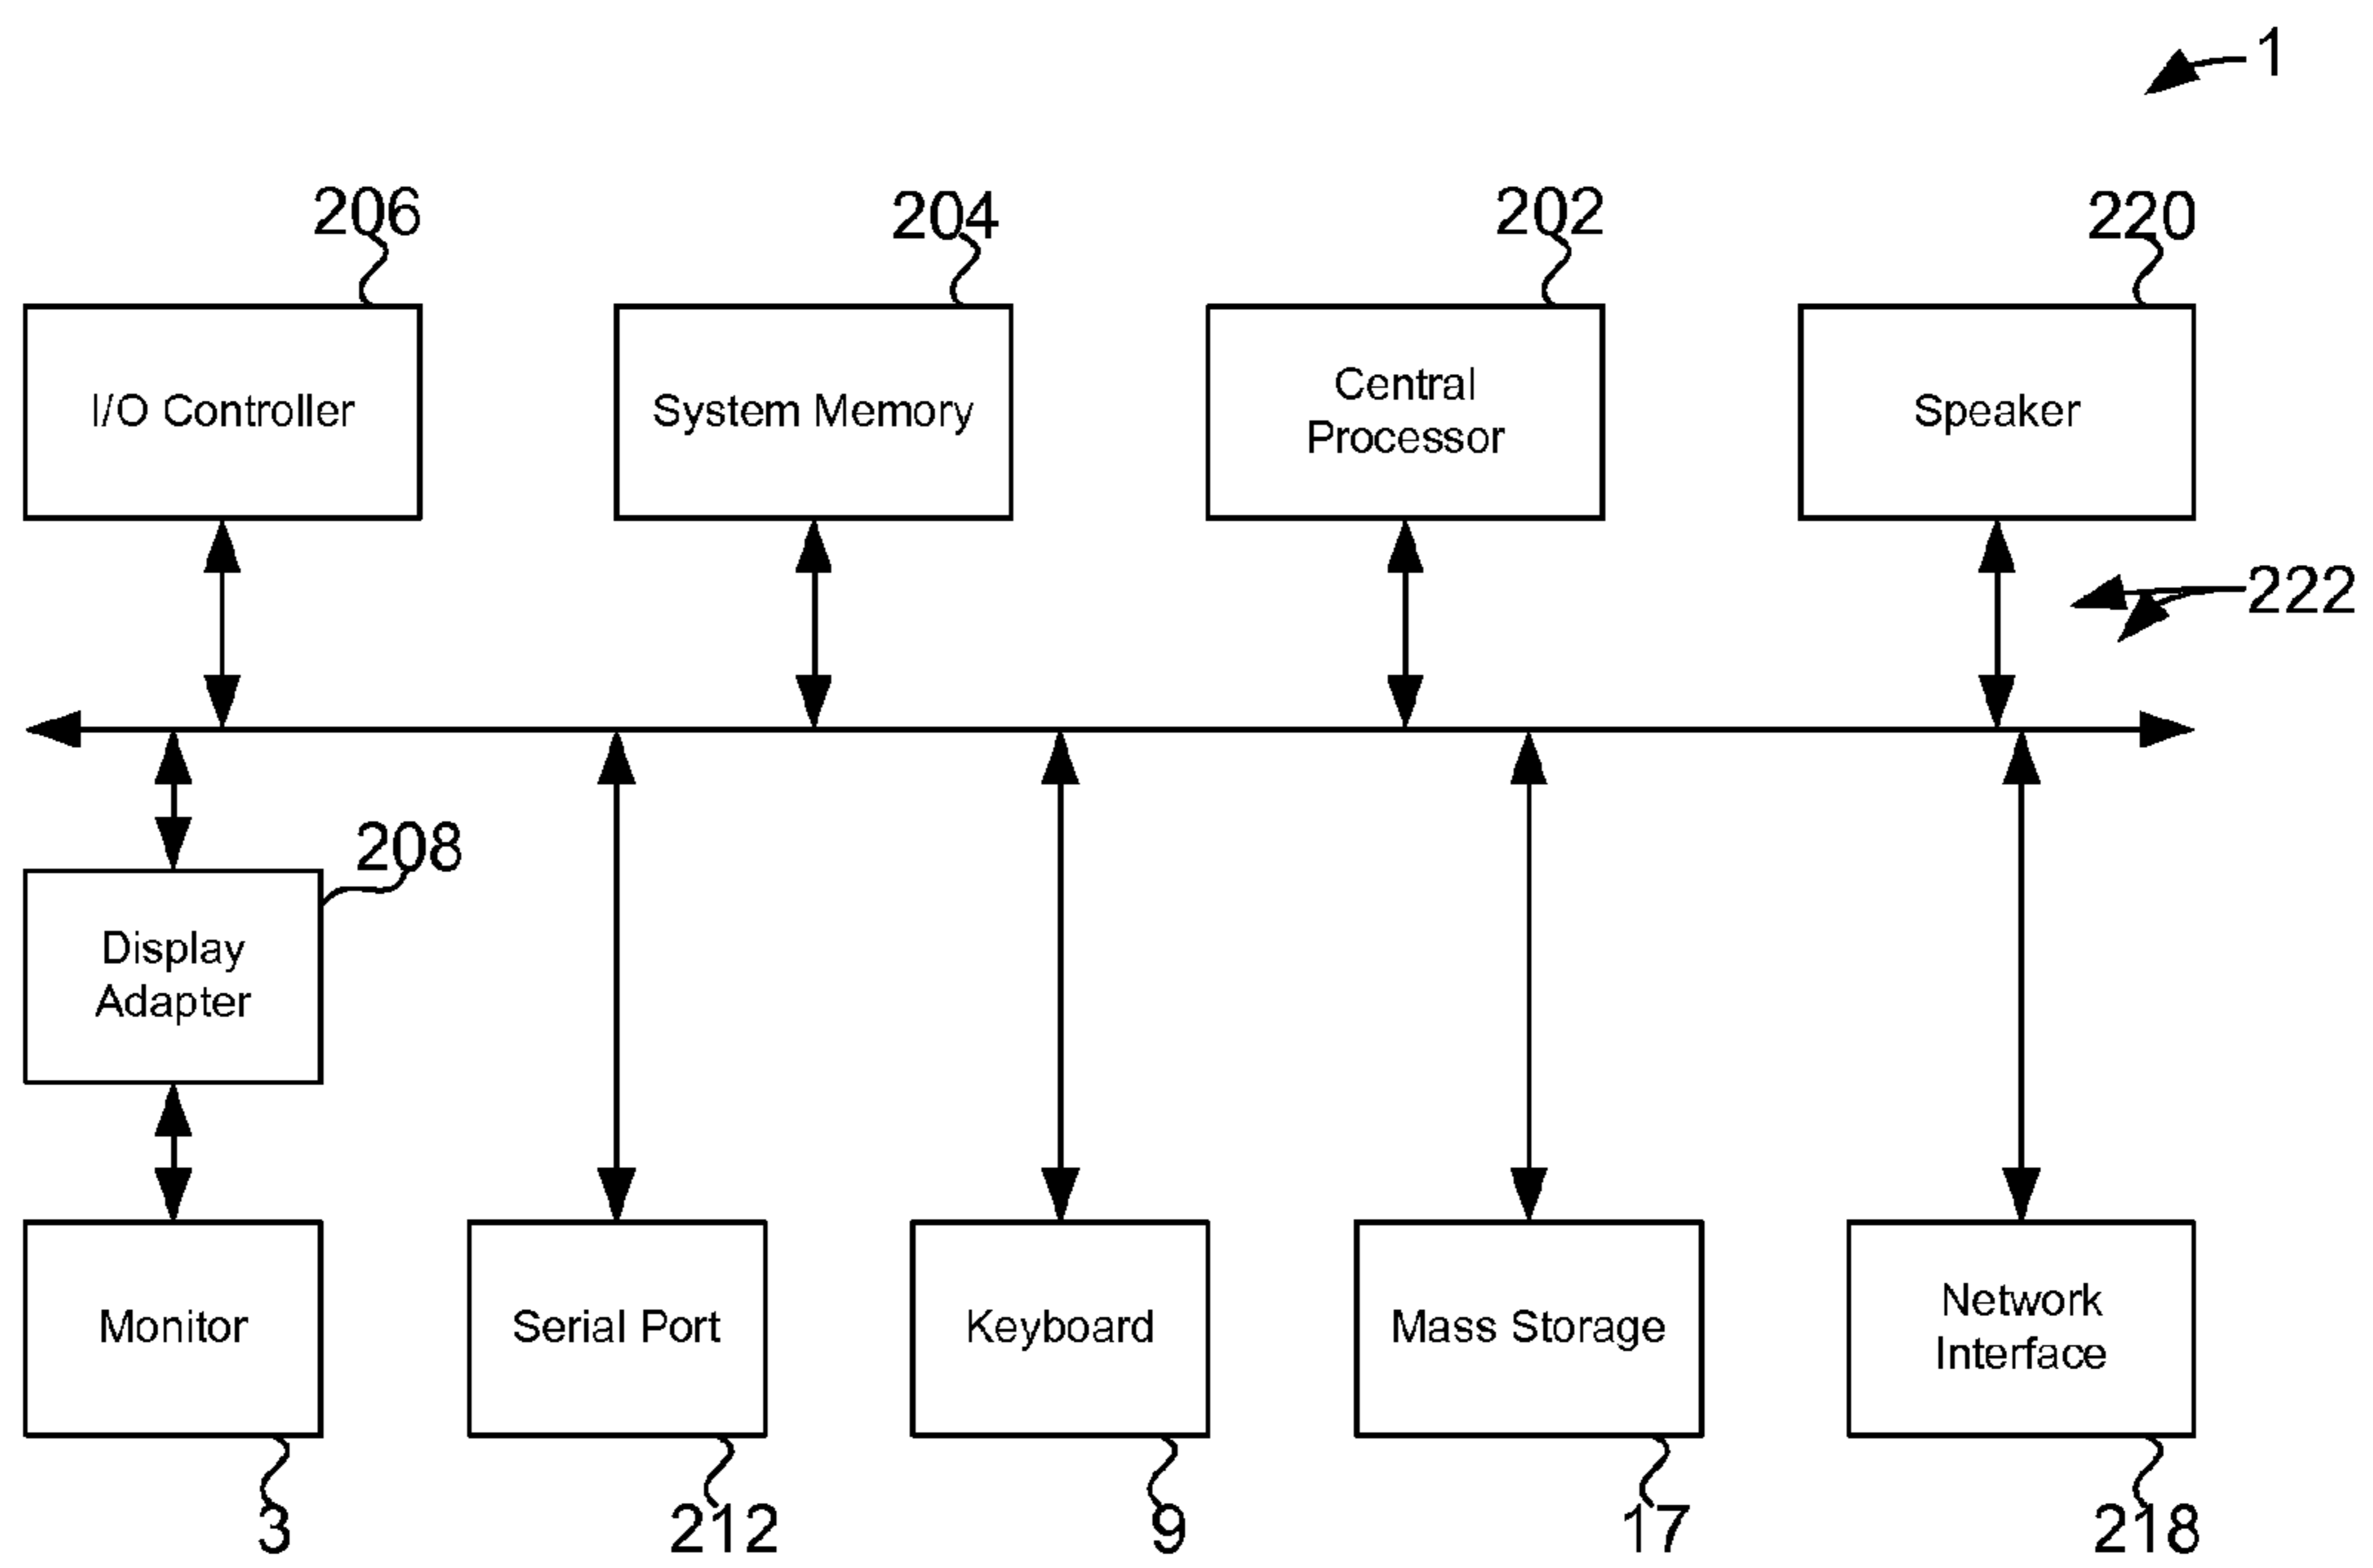 1
206
204
202
220
I/O Controller
System Memory
Central
Processor
Speaker
222
208
Display
Adapter
Monitor
Serial Port
Keyboard
Mass Storage
Network
Interface
3
212
9
17
218